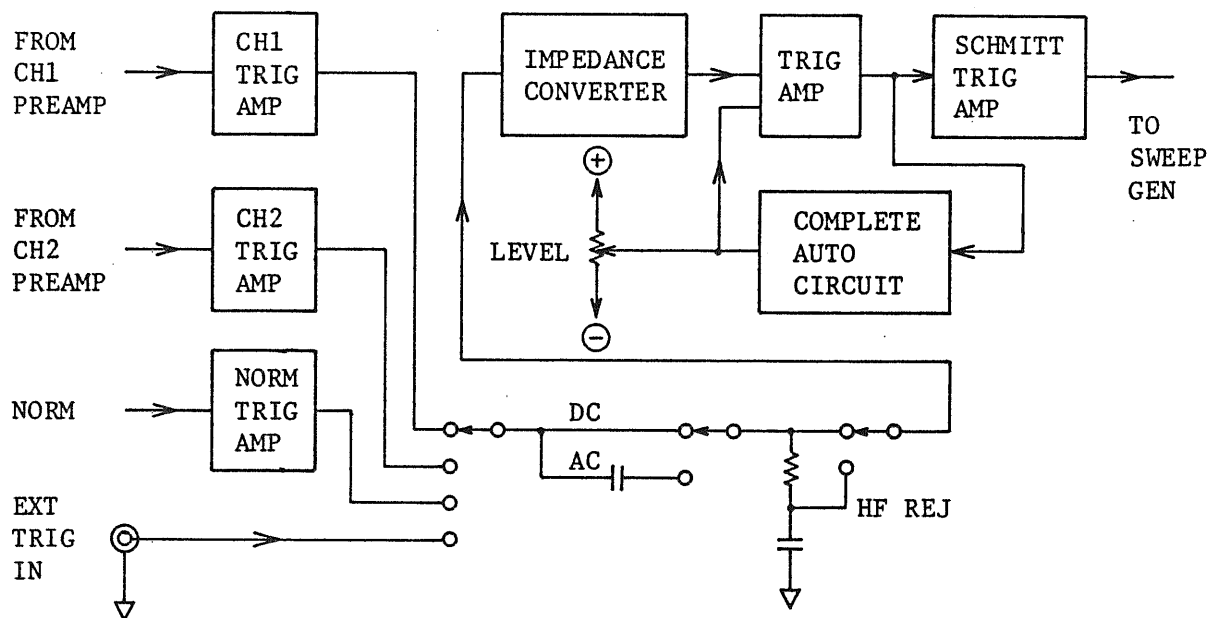 FROM
CH1
PREAMP
CH1
TRIG
AMP
IMPEDANCE
CONVERTER
TRIG
AMP
SCHMITT
TRIG
AMP
TO
SWEEP
GEN
FROM
CH2
PREAMP
CH2
TRIG
AMP
+
LEVEL
−
COMPLETE
AUTO
CIRCUIT
NORM
NORM
TRIG
AMP
DC
AC
HF REJ
EXT
TRIG
IN